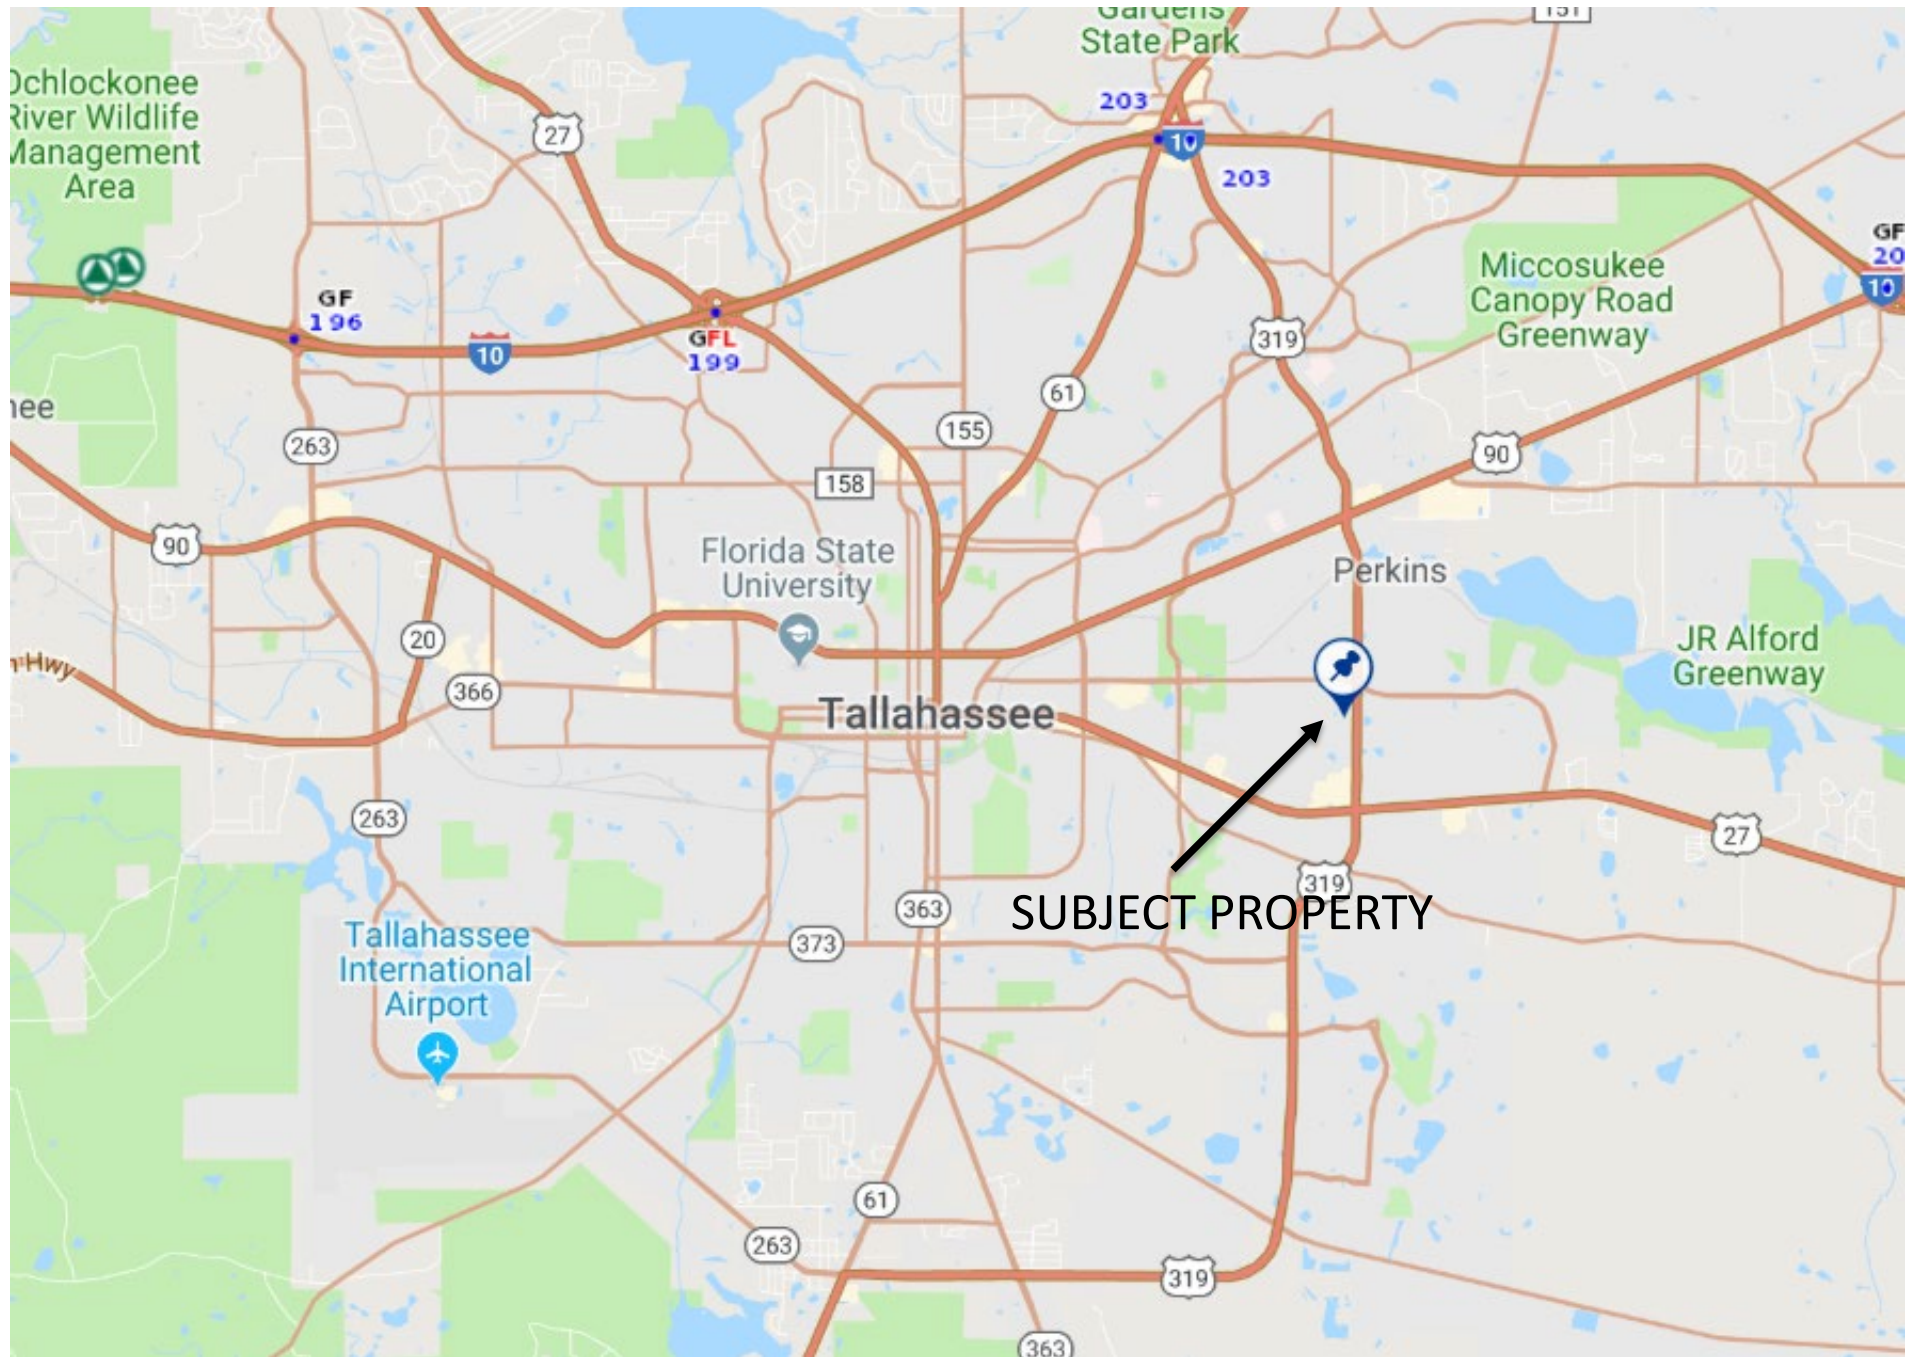 Gardens
State Park
151
Ochlockonee
River Wildlife
Management
Area
27
203
10
203
Miccosukee
Canopy Road
Greenway
GF
20
10
GF
196
10
GFL
199
319
61
155
263
90
158
90
Florida State
University
Perkins
JR Alford
Greenway
20
Hwy
366
Tallahassee
263
27
319
363
SUBJECT PROPERTY
373
Tallahassee
International
Airport
61
263
319
363